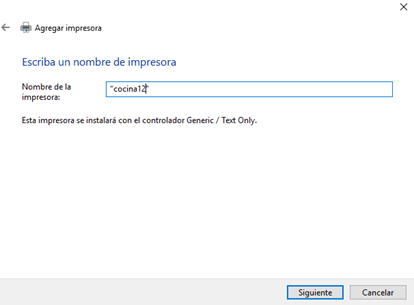 Agregar impresora
Escriba un nombre de impresora
Nombre de la
impresora:
"cocina12"
Esta impresora se instalará con el controlador Generic / Text Only.
Siguiente
Cancelar